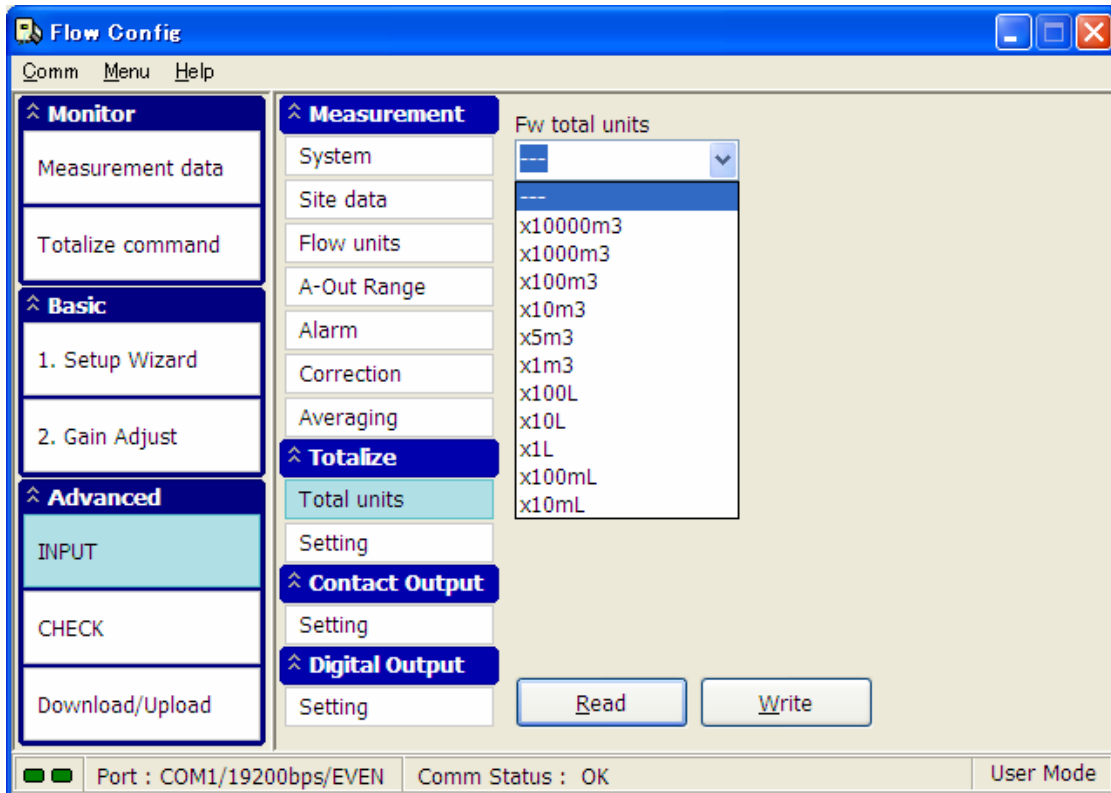 Flow Config
Comm Menu Help
Monitor
Measurement data
Totalize command
Basic
1. Setup Wizard
2. Gain Adjust
Advanced
INPUT
CHECK
Download/Upload
Measurement
System
Site data
Flow units
A-Out Range
Alarm
Correction
Averaging
Totalize
Total units
Setting
Contact Output
Setting
Digital Output
Setting
Fw total units
---
---
x10000m3
x1000m3
x100m3
x10m3
x5m3
x1m3
x100L
x10L
x1L
x100mL
x10mL
Read Write
Port : COM1/19200bps/EVEN Comm Status : OK User Mode